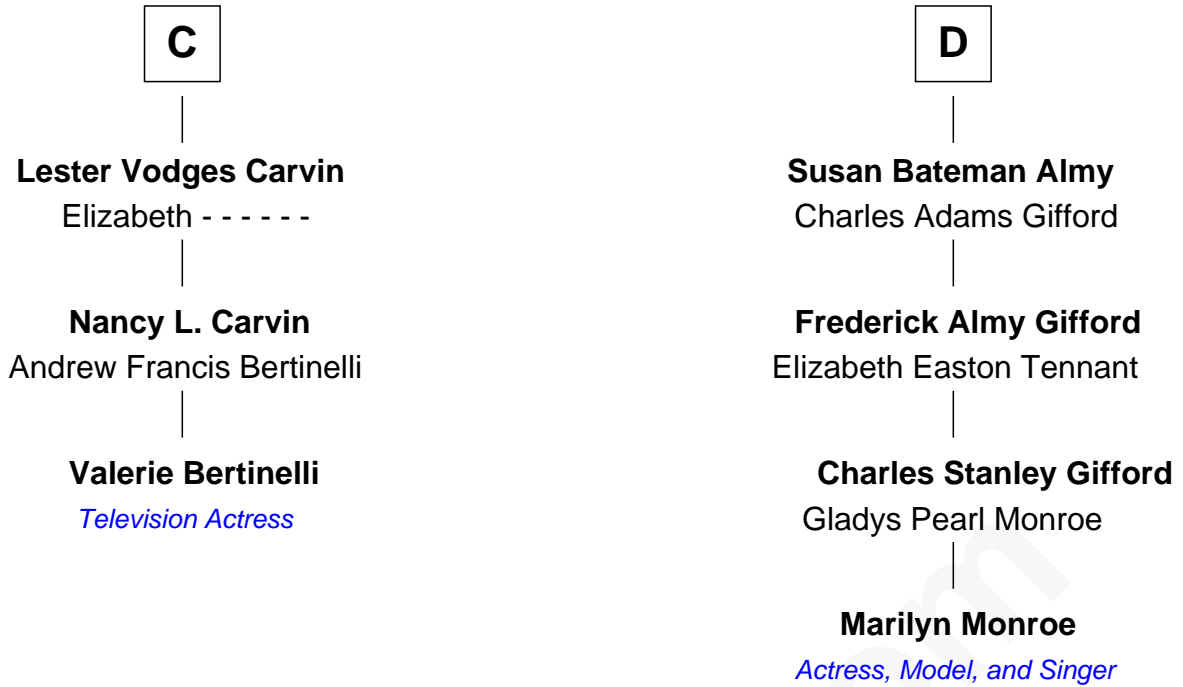 C
Lester Vodges Carvin
Elizabeth - - - - - -
Nancy L. Carvin
Andrew Francis Bertinelli
Valerie Bertinelli
Television Actress
D
Susan Bateman Almy
Charles Adams Gifford
Frederick Almy Gifford
Elizabeth Easton Tennant
Charles Stanley Gifford
Gladys Pearl Monroe
Marilyn Monroe
Actress, Model, and Singer